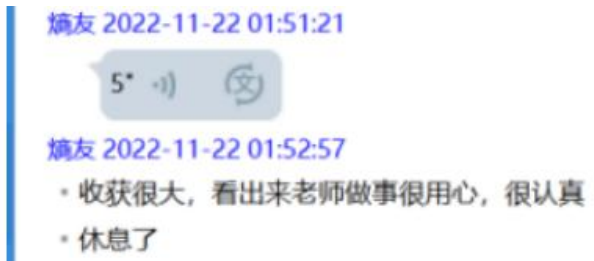 熵友 2022-11-22 01:51:21
5"
熵友 2022-11-22 01:52:57
• 收获很大，看出来老师做事很用心，很认真
• 休息了